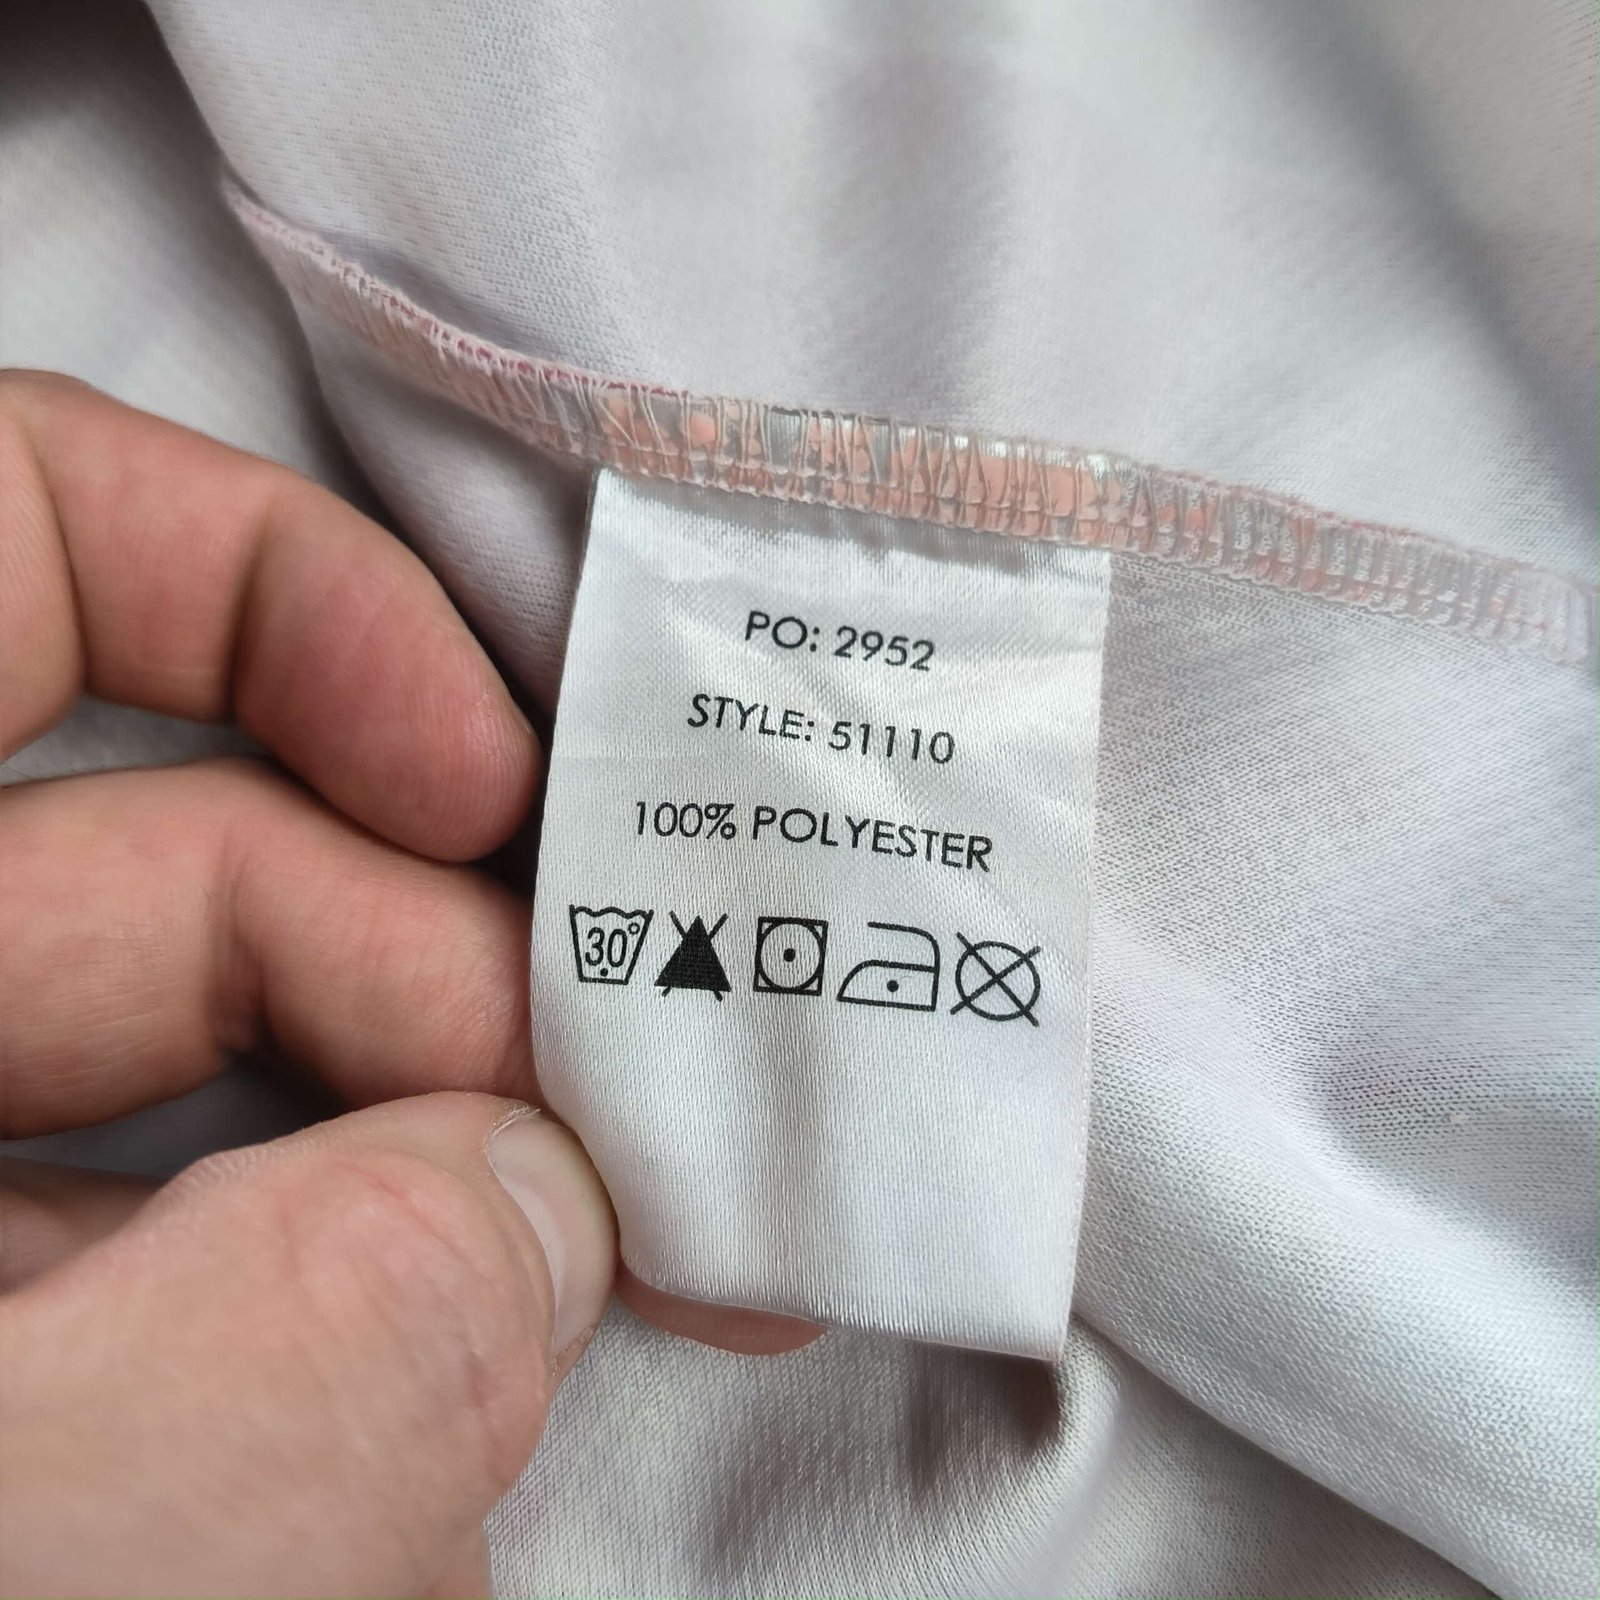 PO: 2952
STYLE: 51110
100% POLYESTER
30°